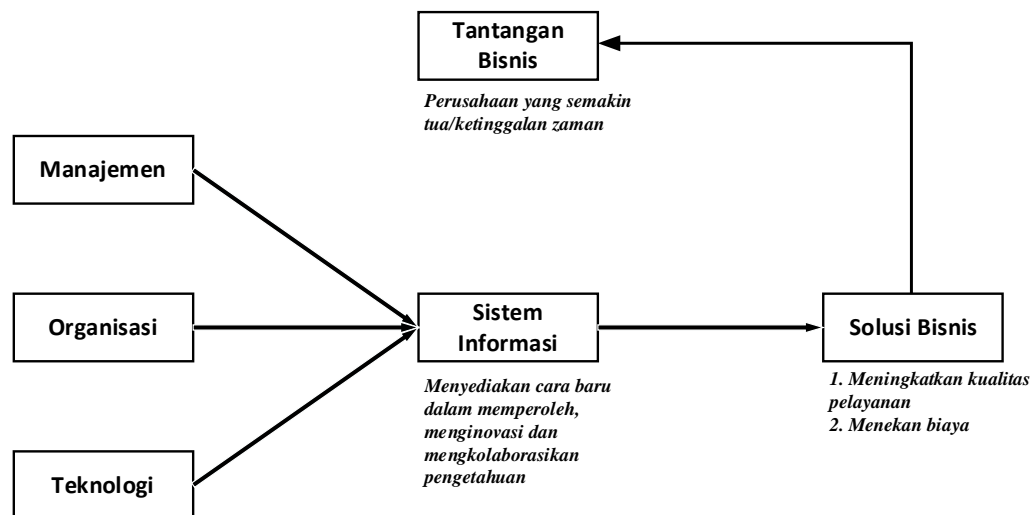 Tantangan
Bisnis
Perusahaan yang semakin
tua/ketinggalan zaman
Manajemen
Organisasi
Sistem
Informasi
Solusi Bisnis
Menyediakan cara baru
dalam memperoleh,
menginovasi dan
mengkolaborasikan
pengetahuan
1. Meningkatkan kualitas
pelayanan
2. Menekan biaya
Teknologi